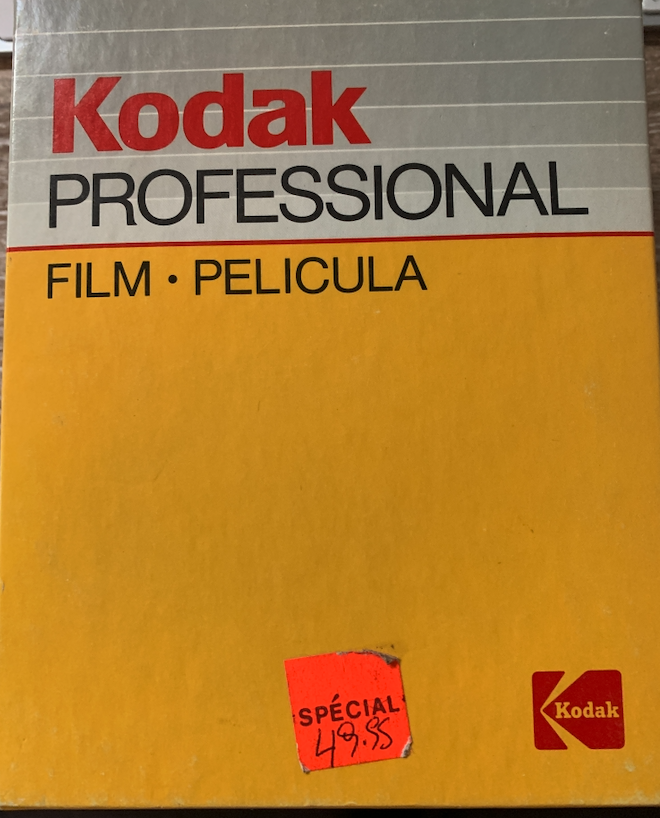 Kodak
PROFESSIONAL
FILM • PELICULA
SPÉCIAL
49.95
Kodak